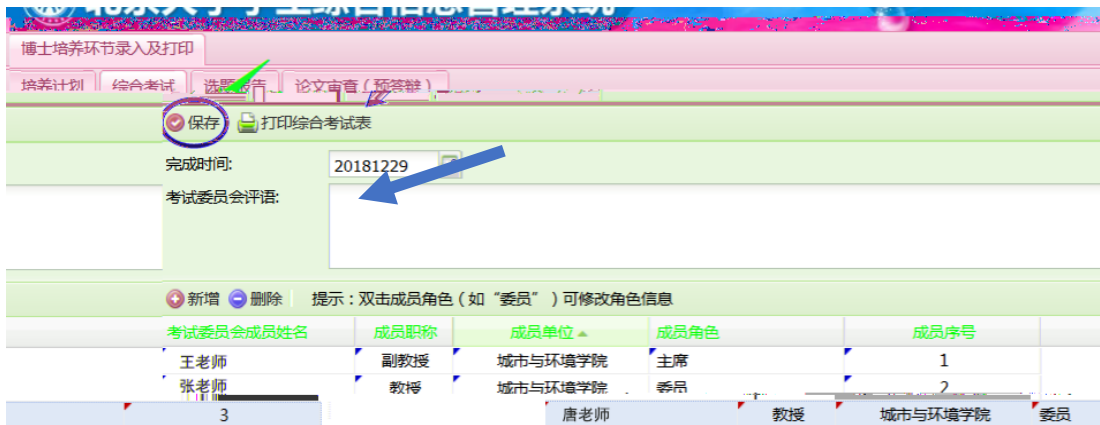 博士培养环节录入及打印
培养计划 综合考试 选题报告 论文审查（预答辩）
保存 打印综合考试表
完成时间: 20181229
考试委员会评语:
新增 删除 提示：双击成员角色（如“委员”）可修改角色信息
考试委员会成员姓名 成员职称 成员单位 成员角色 成员序号
王老师 副教授 城市与环境学院 主席 1
张老师 教授 城市与环境学院 委员 2
3 唐老师 教授 城市与环境学院 委员